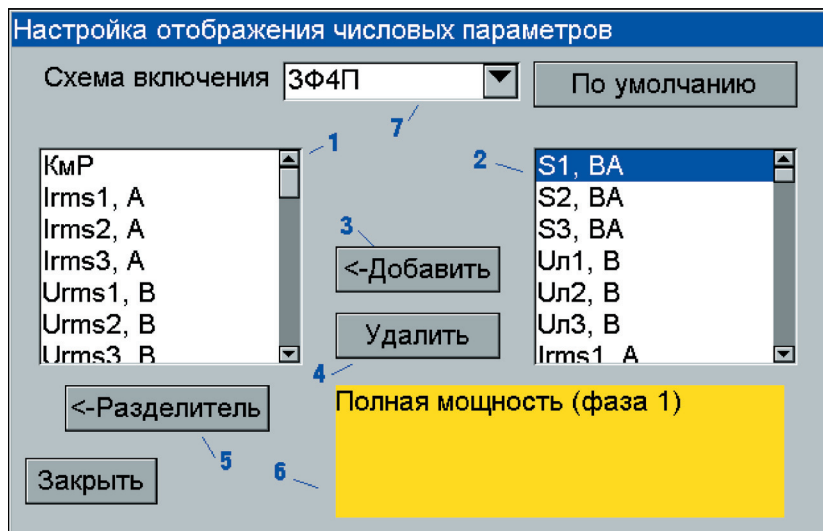 Настройка отображения числовых параметров
Схема включения 3Ф4П По умолчанию
7
1
2
КмР
Irms1, А
Irms2, А
Irms3, А
Urms1, В
Urms2, В
Urms3, В
S1, ВА
S2, ВА
S3, ВА
Uл1, В
Uл2, В
Uл3, В
Irms1, А
3
<-Добавить
Удалить
4
<-Разделитель
5
Полная мощность (фаза 1)
6
Закрыть